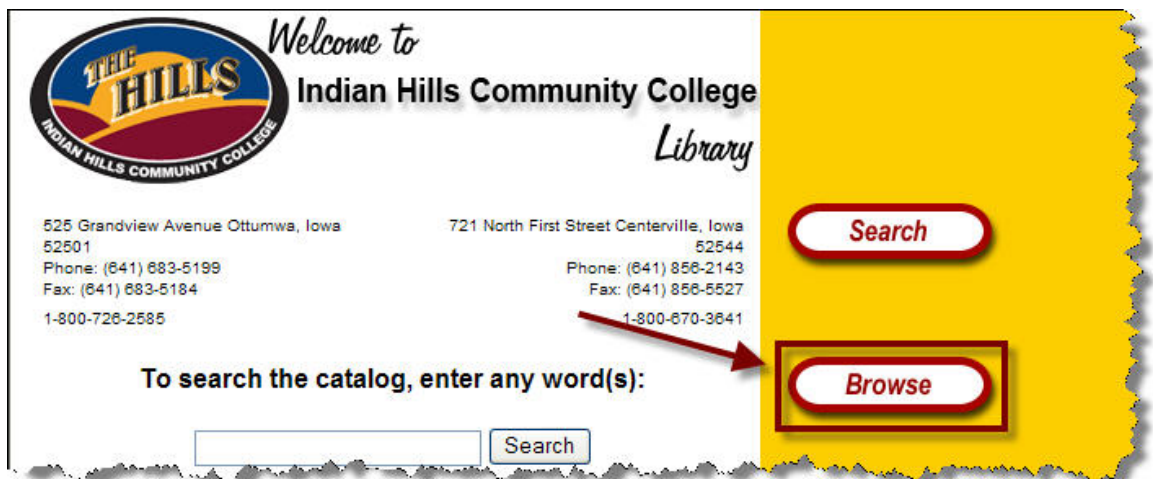 THE
HILLS
INDIAN HILLS COMMUNITY COLLEGE
Welcome to
Indian Hills Community College
Library
525 Grandview Avenue Ottumwa, Iowa
52501
Phone: (641) 683-5199
Fax: (641) 683-5184
1-800-726-2585
721 North First Street Centerville, Iowa
52544
Phone: (641) 856-2143
Fax: (641) 856-5527
1-800-670-3641
Search
Browse
To search the catalog, enter any word(s):
Search